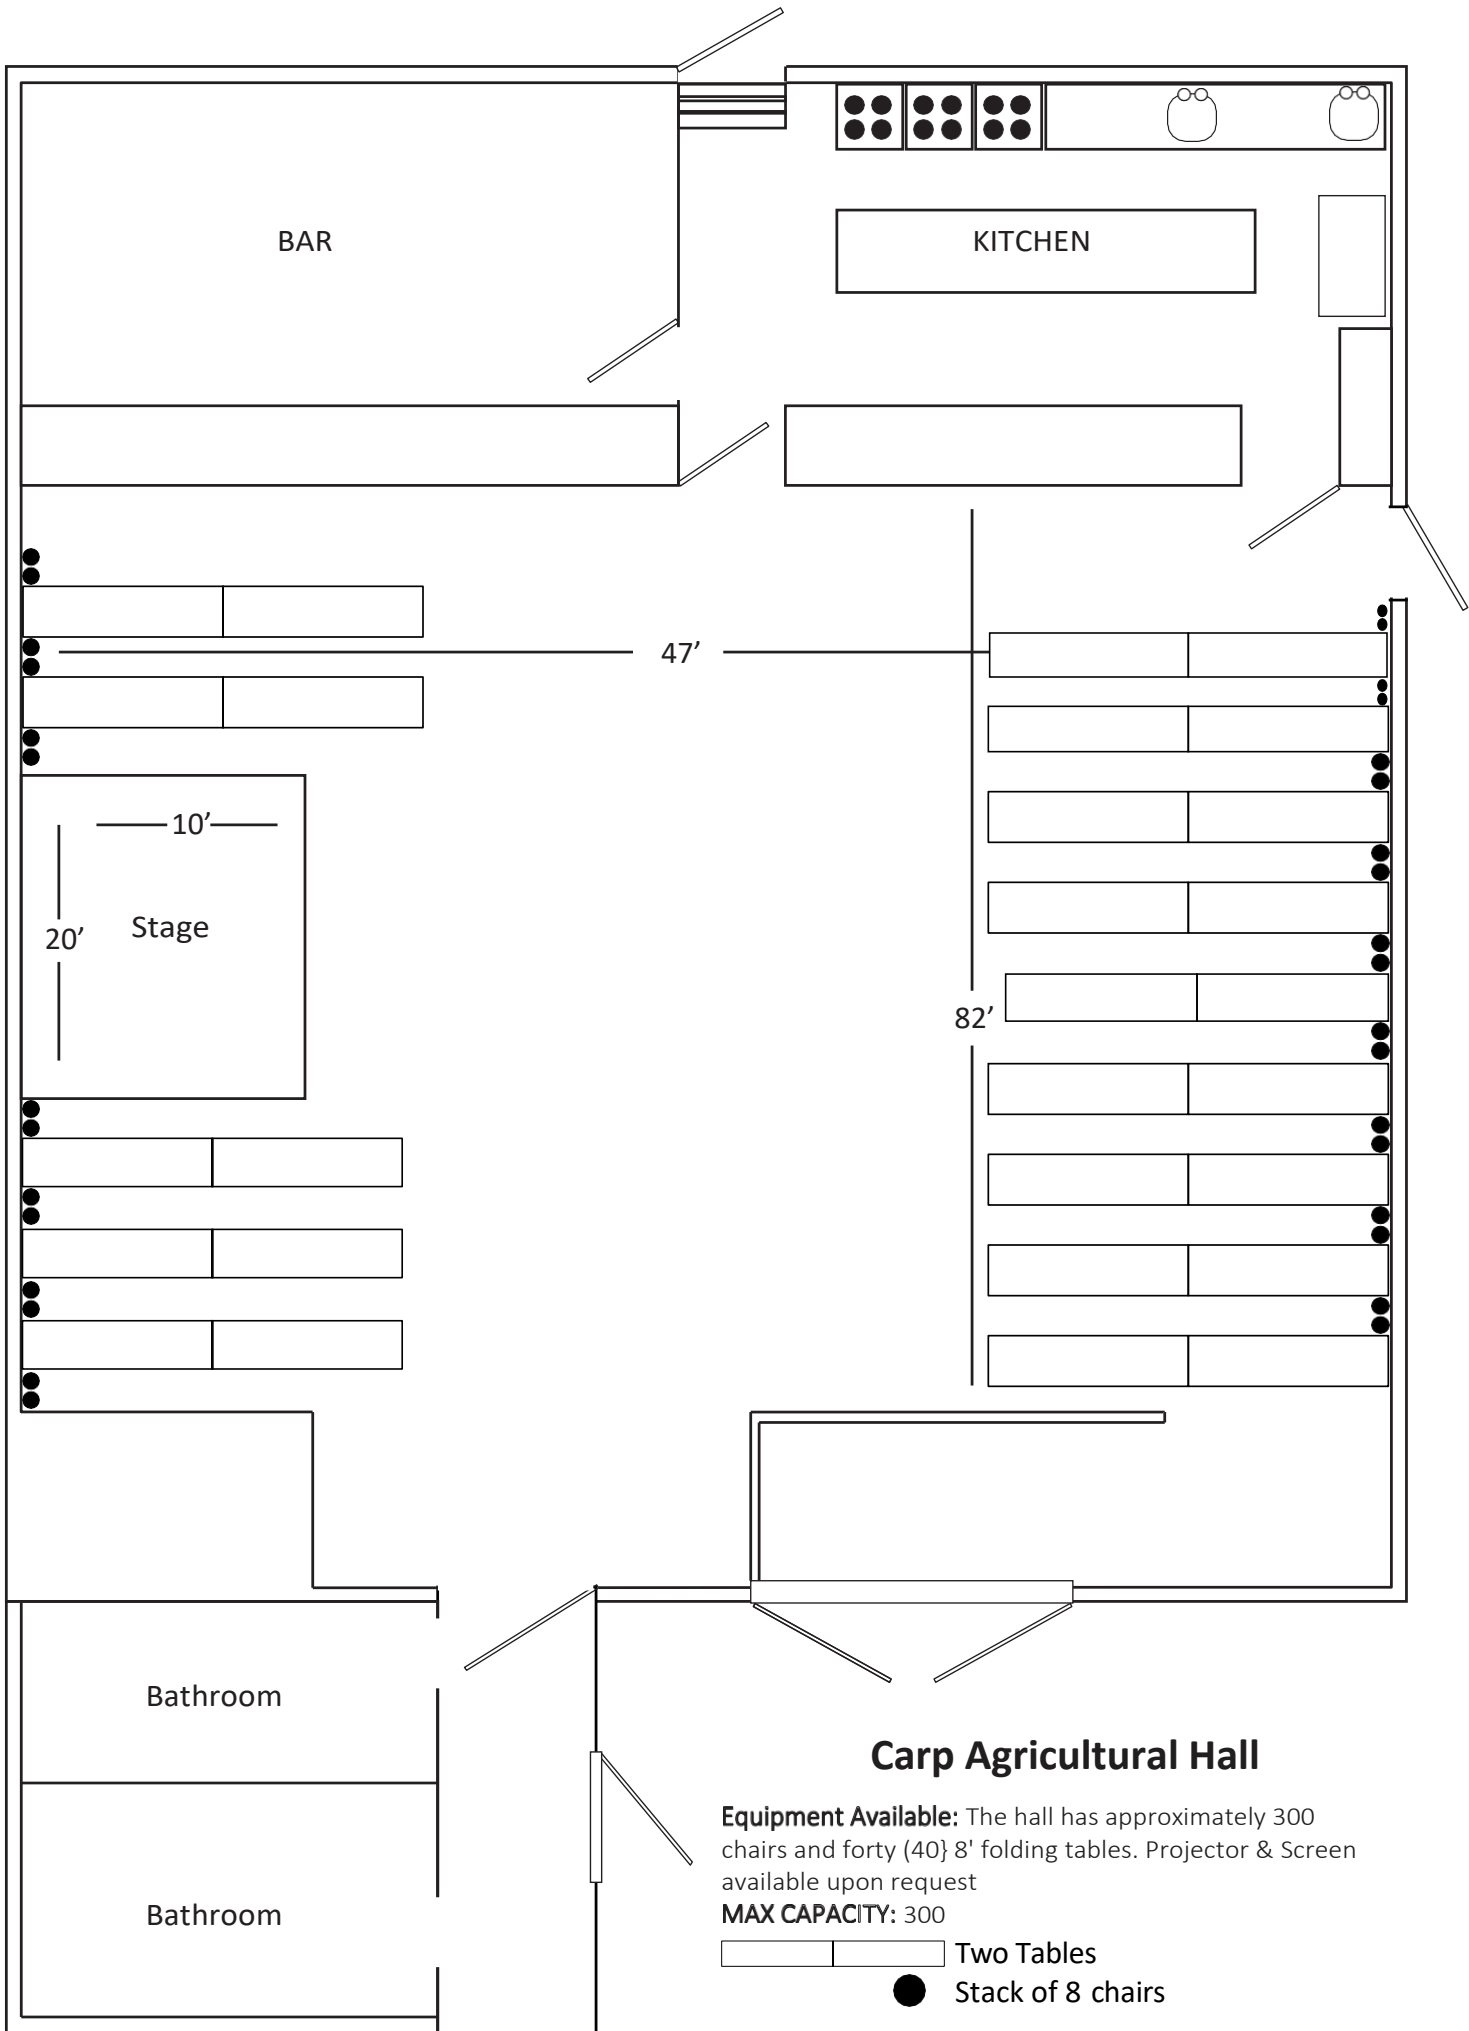 BAR
KITCHEN
47’
10’
Stage
20’
82’
Bathroom
Carp Agricultural Hall
Equipment Available: The hall has approximately 300
chairs and forty (40} 8' folding tables. Projector & Screen
available upon request
Bathroom
MAX CAPACITY: 300
Two Tables
Stack of 8 chairs